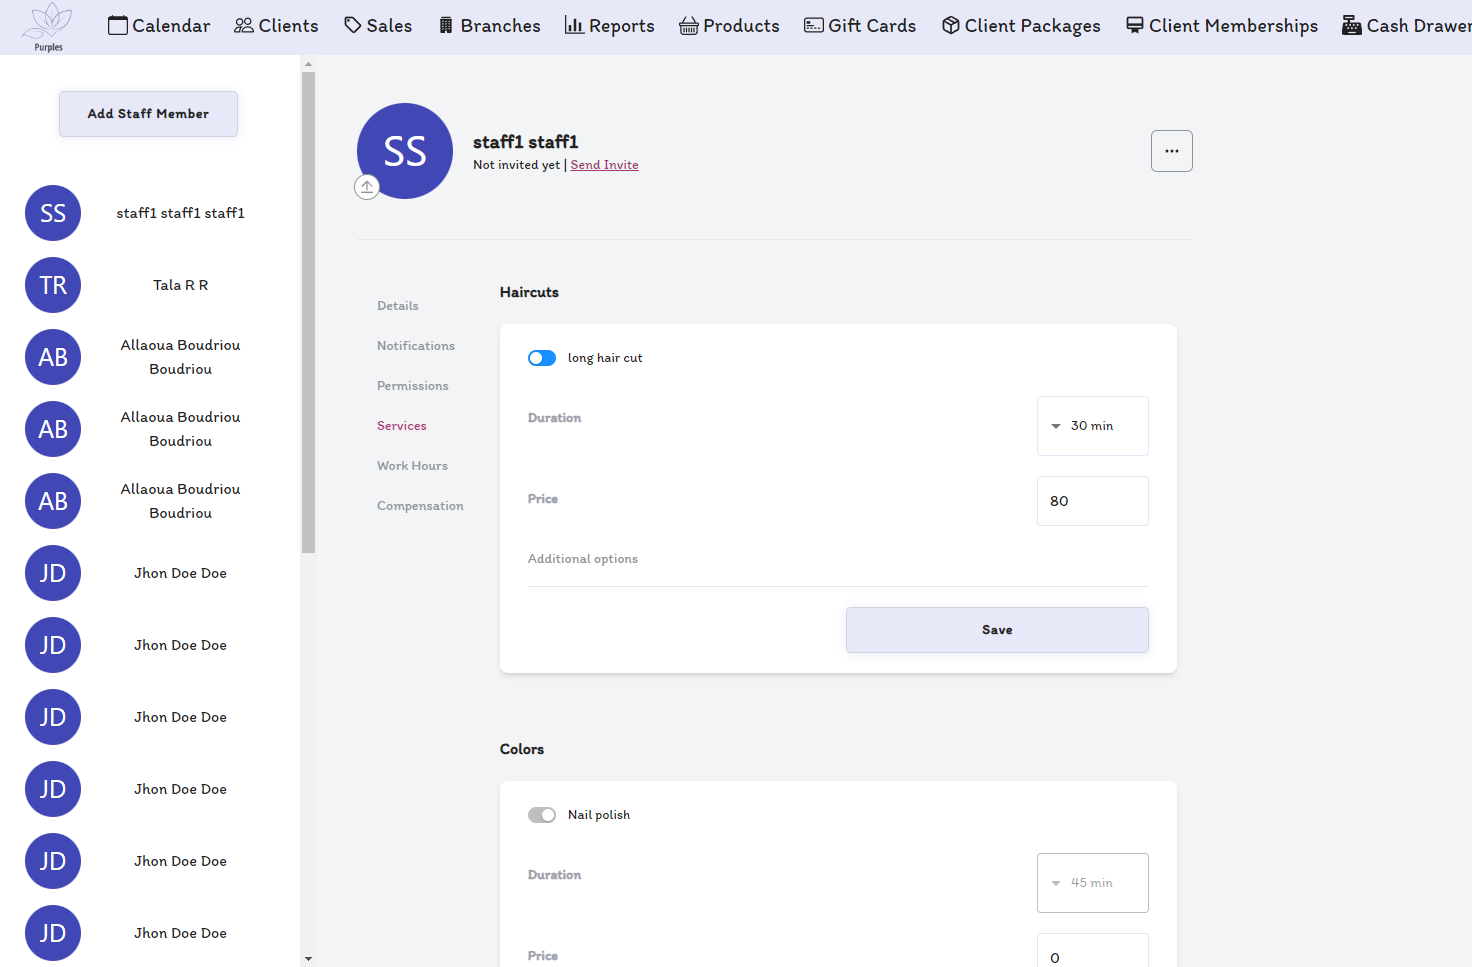 Purples
Calendar
Clients
Sales
Branches
Reports
Products
Gift Cards
Client Packages
Client Memberships
Cash Drawer
Add Staff Member
SS
staff1 staff1 staff1
TR
Tala R R
AB
Allaoua Boudriou
Boudriou
AB
Allaoua Boudriou
Boudriou
AB
Allaoua Boudriou
Boudriou
JD
Jhon Doe Doe
JD
Jhon Doe Doe
JD
Jhon Doe Doe
JD
Jhon Doe Doe
JD
Jhon Doe Doe
JD
Jhon Doe Doe
SS
staff1 staff1
Not invited yet | Send Invite
...
Details
Notifications
Permissions
Services
Work Hours
Compensation
Haircuts
long hair cut
Duration
30 min
Price
80
Additional options
Save
Colors
Nail polish
Duration
45 min
Price
0